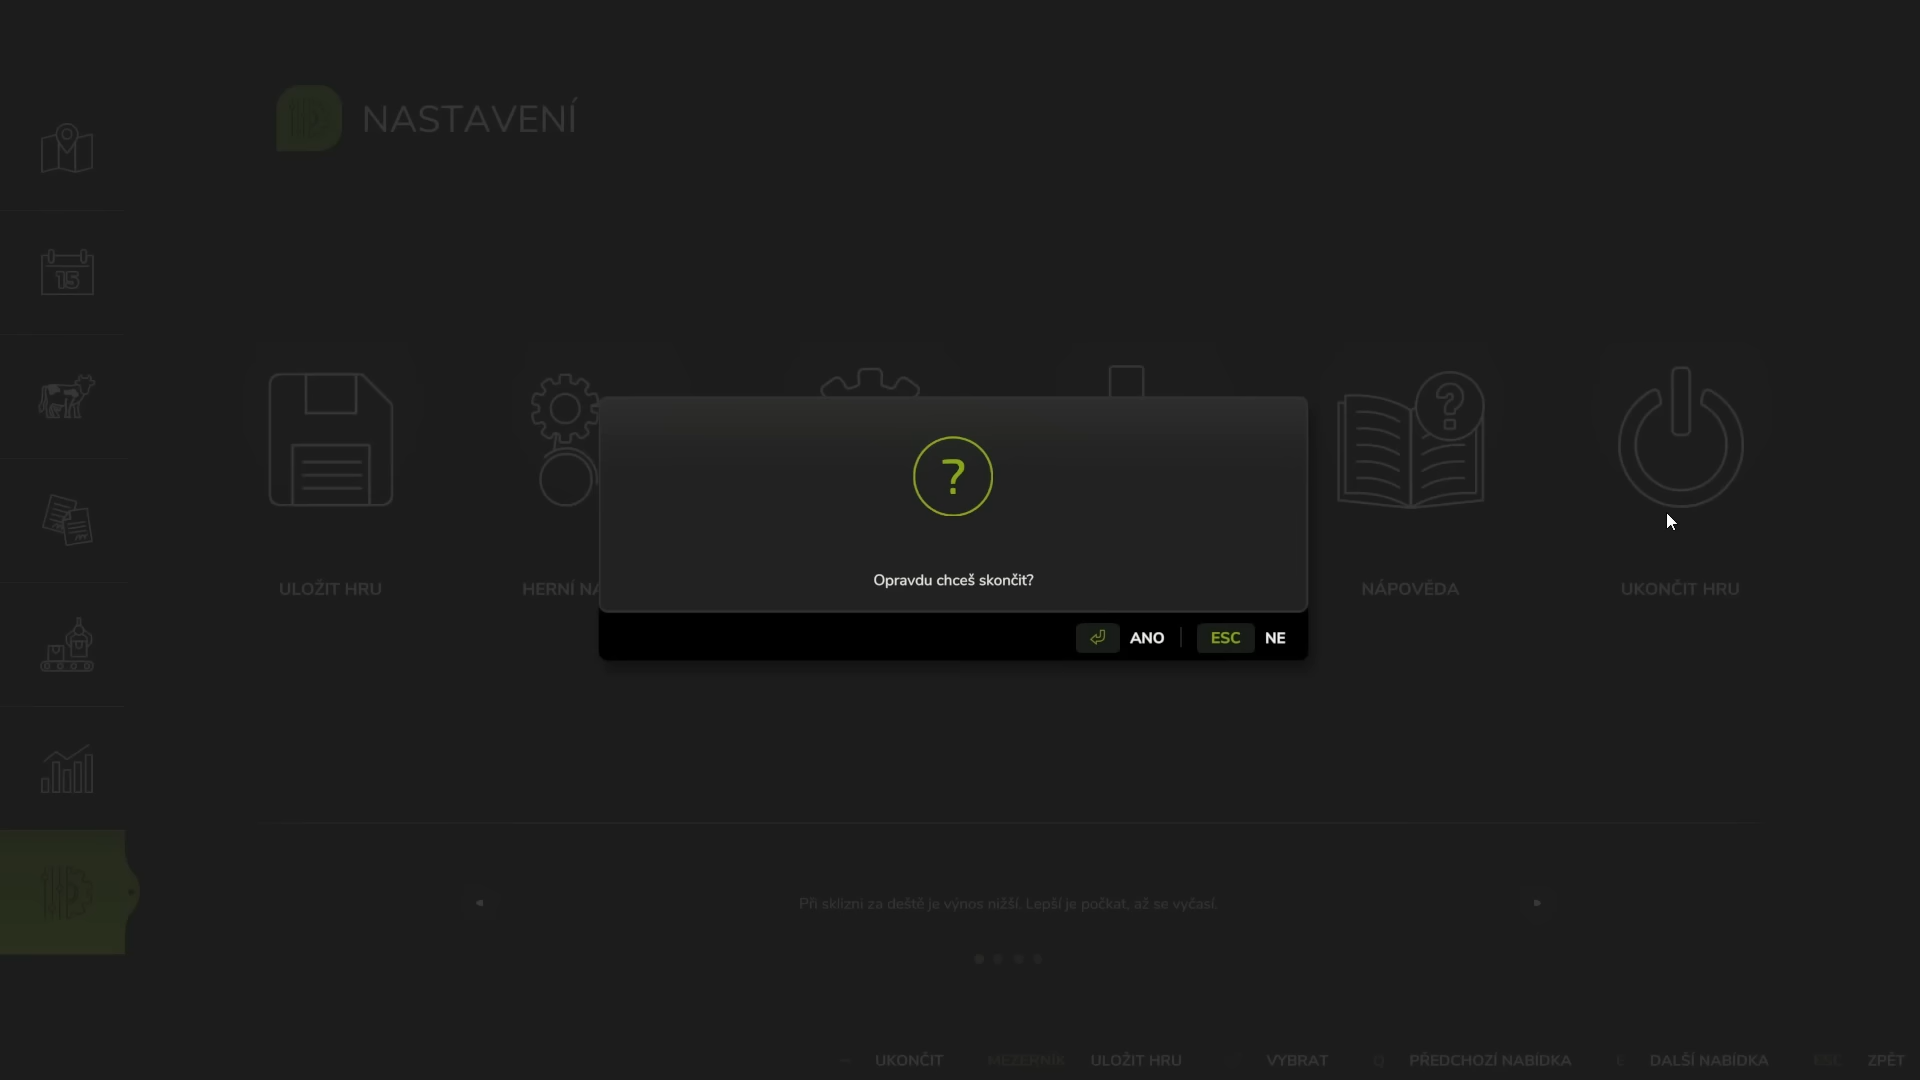 NASTAVENÍ
15
ULOŽIT HRU
HERNÍ NA
NÁPOVĚDA
UKONČIT HRU
?
?
Opravdu chceš skončit?
ANO
ESC NE
Při sklizni za deště je výnos nižší. Lepší je počkat, až se vyčasí.
UKONČIT MEZERNÍK ULOŽIT HRU VYBRAT Q PŘEDCHOZÍ NABÍDKA E DALŠÍ NABÍDKA ESC ZPĚT